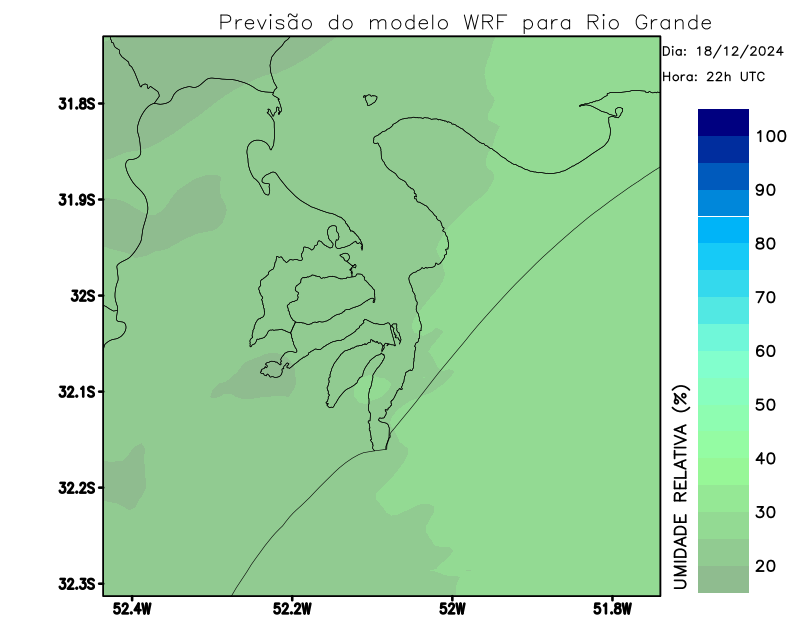 Previsão do modelo WRF para Rio Grande
Dia: 18/12/2024
Hora: 22h UTC
31.8S
31.9S
32S
32.1S
32.2S
32.3S
52.4W 52.2W 52W 51.8W
100
90
80
70
60
50
40
30
20
UMIDADE RELATIVA (%)